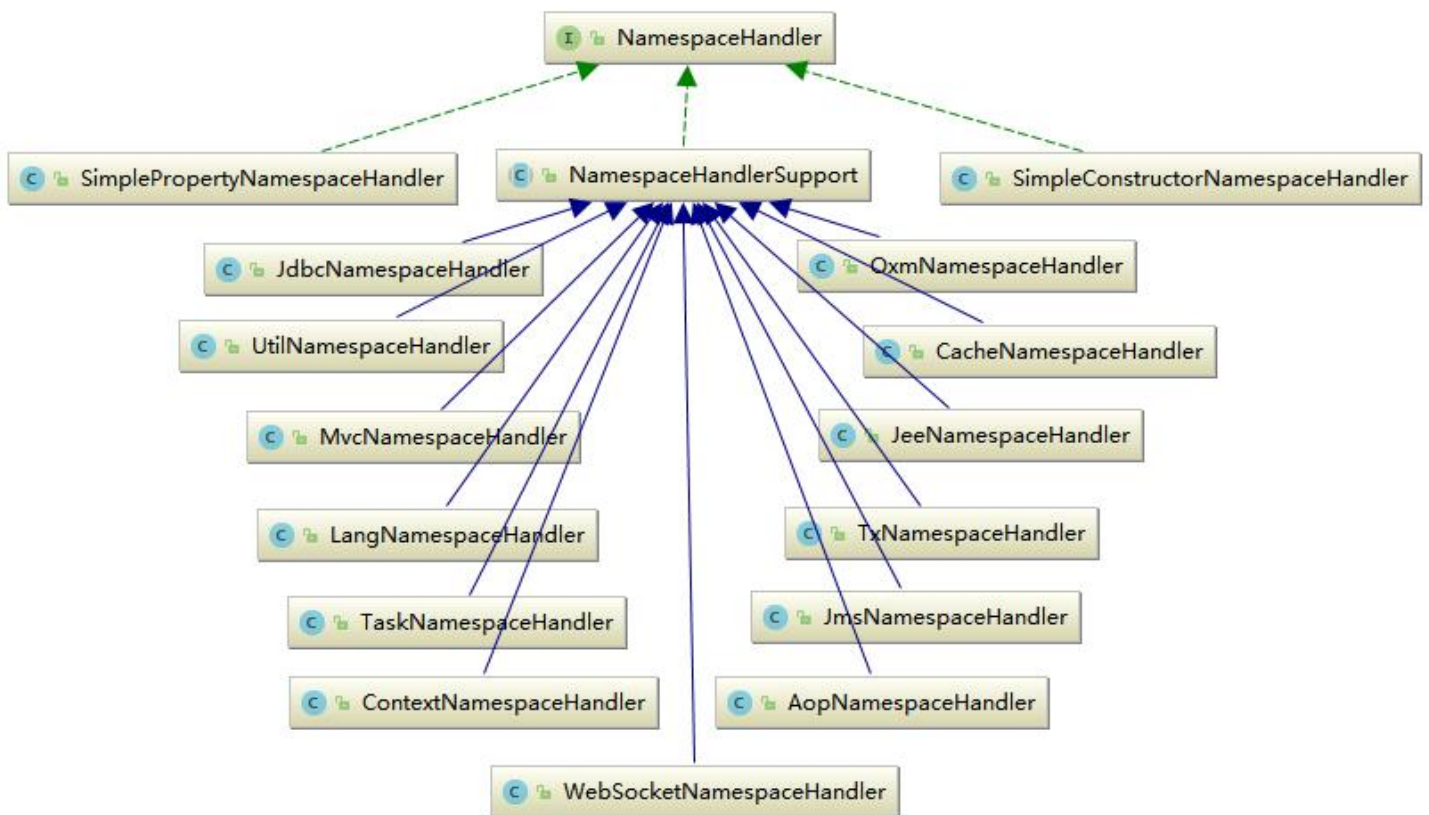 I NamespaceHandler
C SimplePropertyNamespaceHandler
C NamespaceHandlerSupport
C SimpleConstructorNamespaceHandler
C JdbcNamespaceHandler
C OxmNamespaceHandler
C UtilNamespaceHandler
C CacheNamespaceHandler
C MvcNamespaceHandler
C JeeNamespaceHandler
C LangNamespaceHandler
C TxNamespaceHandler
C TaskNamespaceHandler
C JmsNamespaceHandler
C ContextNamespaceHandler
C AopNamespaceHandler
C WebSocketNamespaceHandler